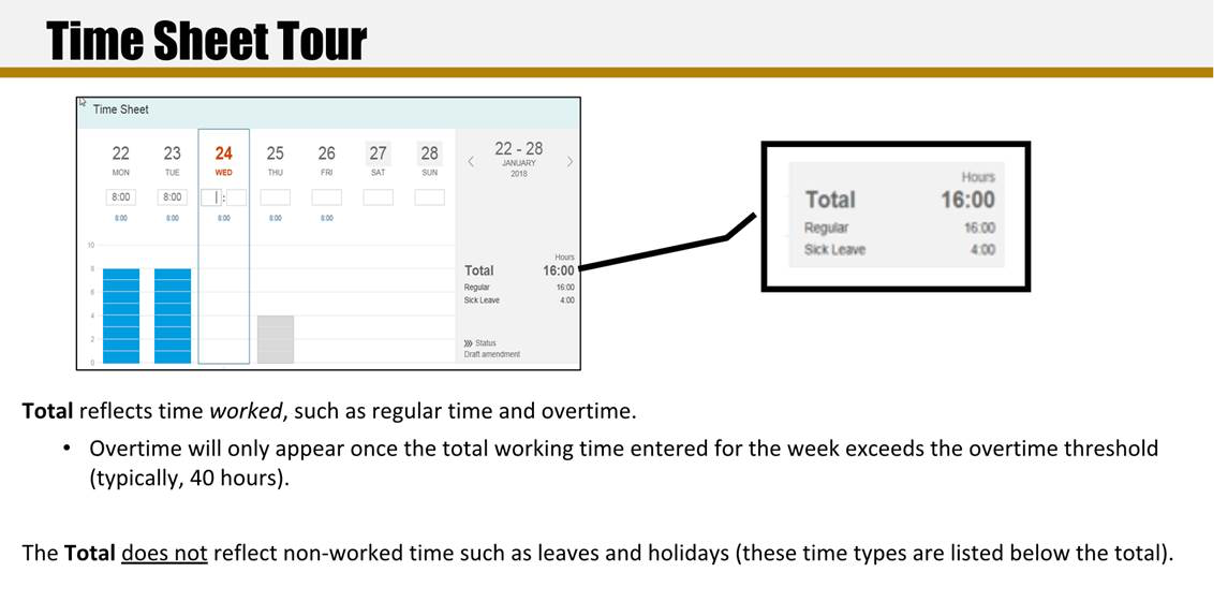 Time Sheet Tour
Time Sheet
22 23 24 25 26 27 28
MON TUE WED THU FRI SAT SUN
8:00 8:00 :
8:00 8:00 8:00 8:00 8:00
22 - 28
JANUARY
2018
10
8
6
4
2
0
Hours
Total 16:00
Regular 16:00
Sick Leave 4:00
Status
Draft amendment
Hours
Total 16:00
Regular 16:00
Sick Leave 4:00
Total reflects time worked, such as regular time and overtime.
• Overtime will only appear once the total working time entered for the week exceeds the overtime threshold
(typically, 40 hours).
The Total does not reflect non-worked time such as leaves and holidays (these time types are listed below the total).